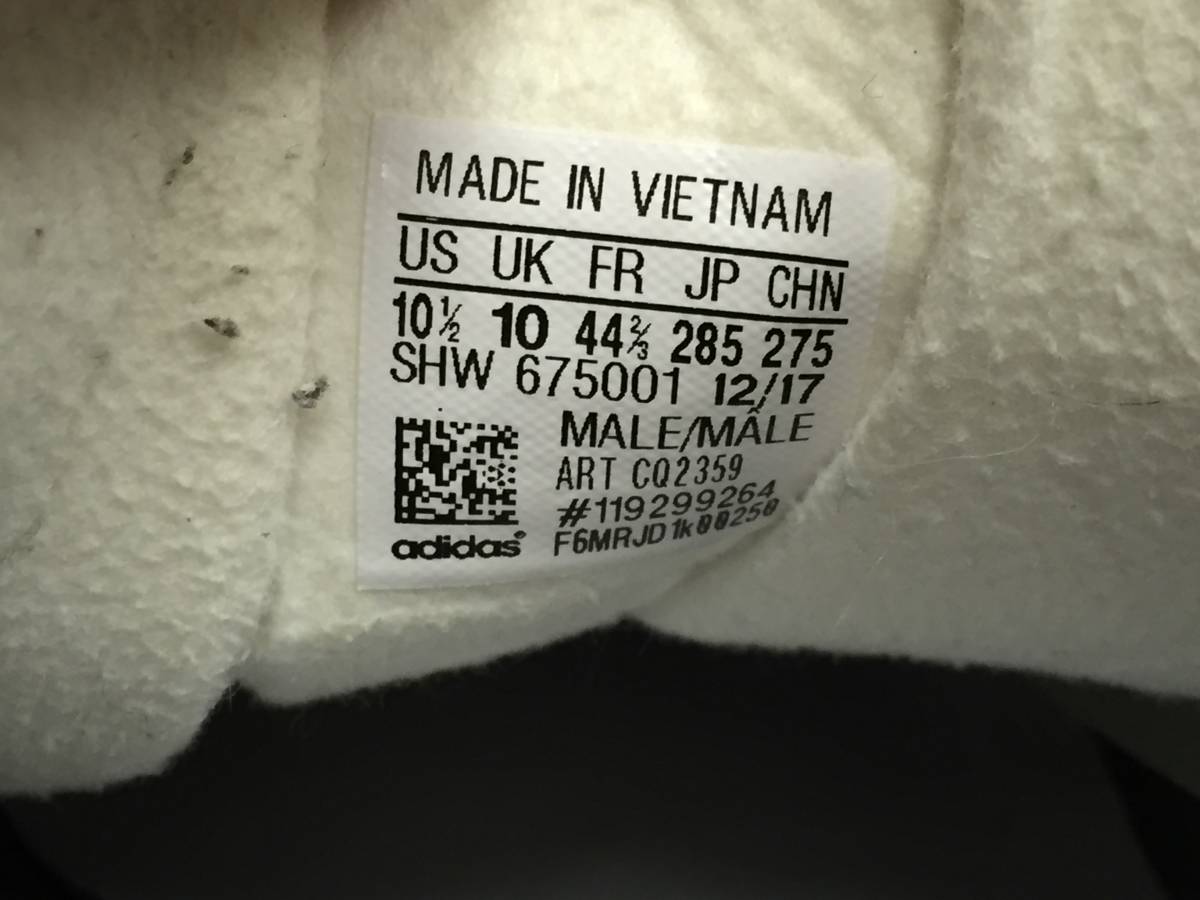 MADE IN VIETNAM
US UK FR JP CHN
10½ 10 44⅔ 285 275
SHW 675001 12/17
MALE/MÂLE
ART CQ2359
#119299264
F6MRJD1k00250
adidas®